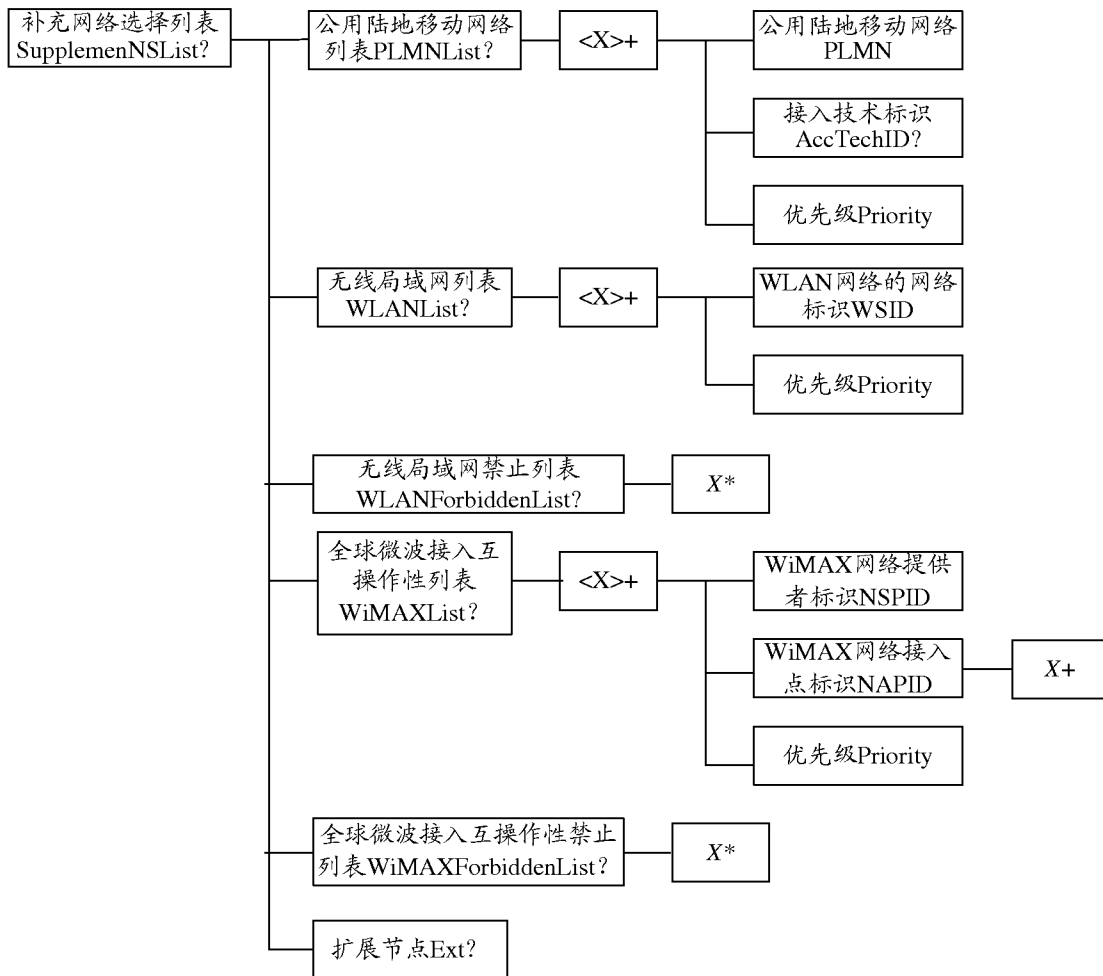 补充网络选择列表
SupplemenNSList?
公用陆地移动网络
列表PLMNList?
<X>+
公用陆地移动网络
PLMN
接入技术标识
AccTechID?
优先级Priority
无线局域网列表
WLANList?
<X>+
WLAN网络的网络
标识WSID
优先级Priority
无线局域网禁止列表
WLANForbiddenList?
X*
全球微波接入互
操作性列表
WiMAXList?
<X>+
WiMAX网络提供
者标识NSPID
WiMAX网络接入
点标识NAPID
X+
优先级Priority
全球微波接入互操作性禁止
列表WiMAXForbiddenList?
X*
扩展节点Ext?